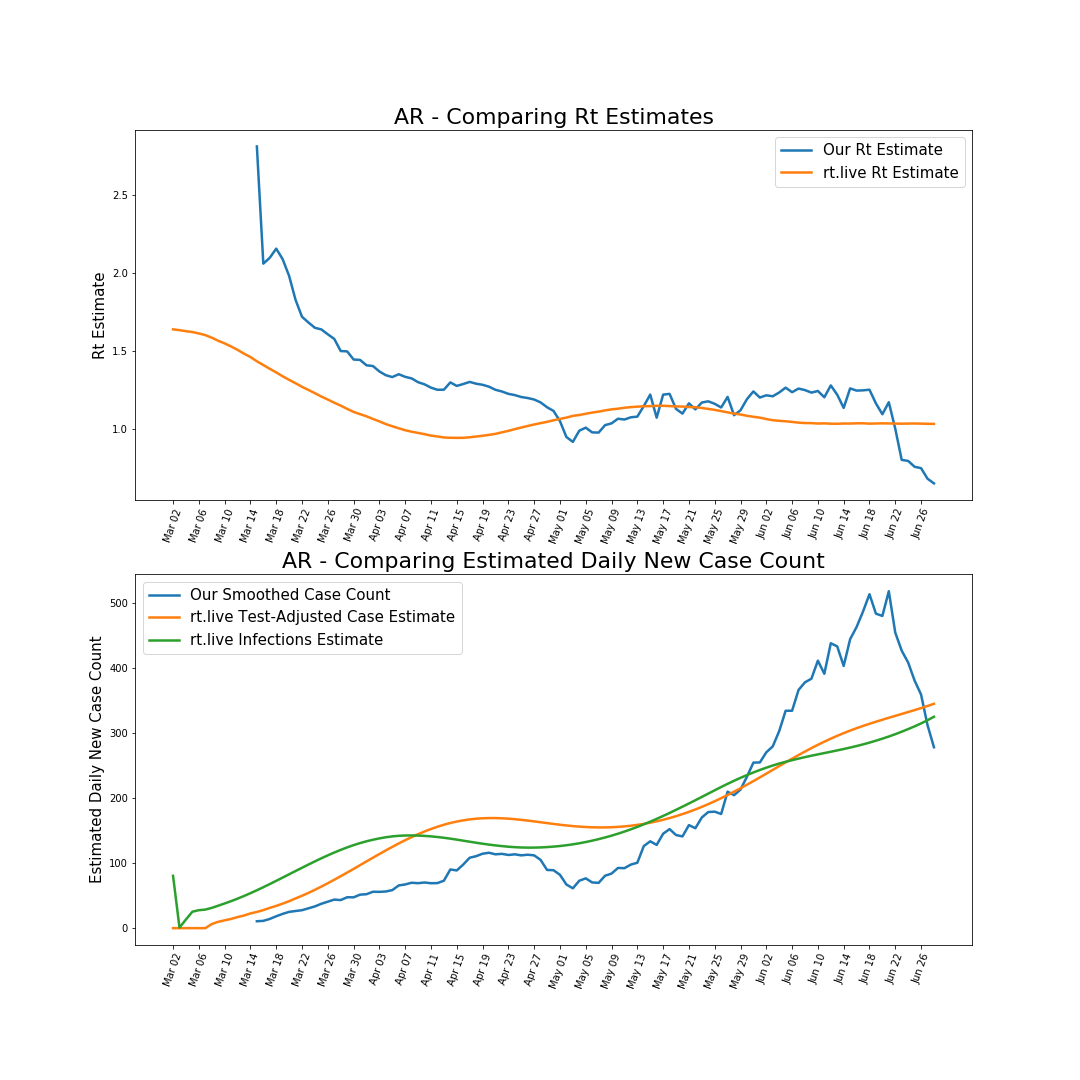 AR - Comparing Rt Estimates
Our Rt Estimate
rt.live Rt Estimate
Rt Estimate
2.5
2.0
1.5
1.0
Mar 02 Mar 06 Mar 10 Mar 14 Mar 18 Mar 22 Mar 26 Mar 30 Apr 03 Apr 07 Apr 11 Apr 15 Apr 19 Apr 23 Apr 27 May 01 May 05 May 09 May 13 May 17 May 21 May 25 May 29 Jun 02 Jun 06 Jun 10 Jun 14 Jun 18 Jun 22 Jun 26
AR - Comparing Estimated Daily New Case Count
Our Smoothed Case Count
rt.live Test-Adjusted Case Estimate
rt.live Infections Estimate
Estimated Daily New Case Count
500
400
300
200
100
0
Mar 02 Mar 06 Mar 10 Mar 14 Mar 18 Mar 22 Mar 26 Mar 30 Apr 03 Apr 07 Apr 11 Apr 15 Apr 19 Apr 23 Apr 27 May 01 May 05 May 09 May 13 May 17 May 21 May 25 May 29 Jun 02 Jun 06 Jun 10 Jun 14 Jun 18 Jun 22 Jun 26